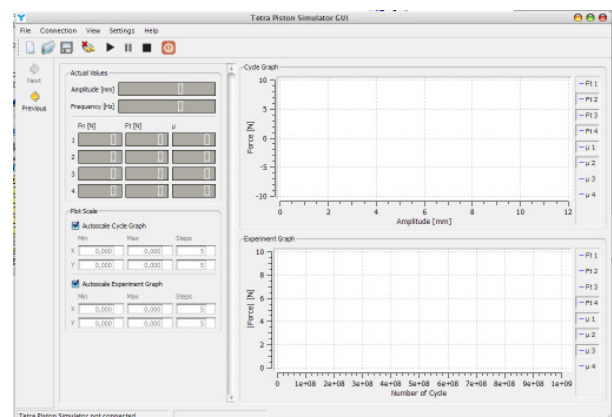 Tetra Piston Simulator GUI
File Connection View Settings Help
Next
Previous
Actual Values
Amplitude [mm]
Frequency [Hz]
Fn [N] Ft [N] μ
1
2
3
4
Plot Scale
Autoscale Cycle Graph
Min Max Steps
X 0,000 0,000 5
Y 0,000 0,000 5
Autoscale Experiment Graph
Min Max Steps
X 0,000 0,000 5
Y 0,000 0,000 5
Cycle Graph
Force [N]
10
5
0
-5
-10
0 2 4 6 8 10 12
Amplitude [mm]
Ft 1
Ft 2
Ft 3
Ft 4
μ 1
μ 2
μ 3
μ 4
Experiment Graph
|Force| [N]
10
8
6
4
2
0
0 1e+08 2e+08 3e+08 4e+08 5e+08 6e+08 7e+08 8e+08 9e+08 1e+09
Number of Cycle
Ft 1
Ft 2
Ft 3
Ft 4
μ 1
μ 2
μ 3
μ 4
Tetra Piston Simulator not connected